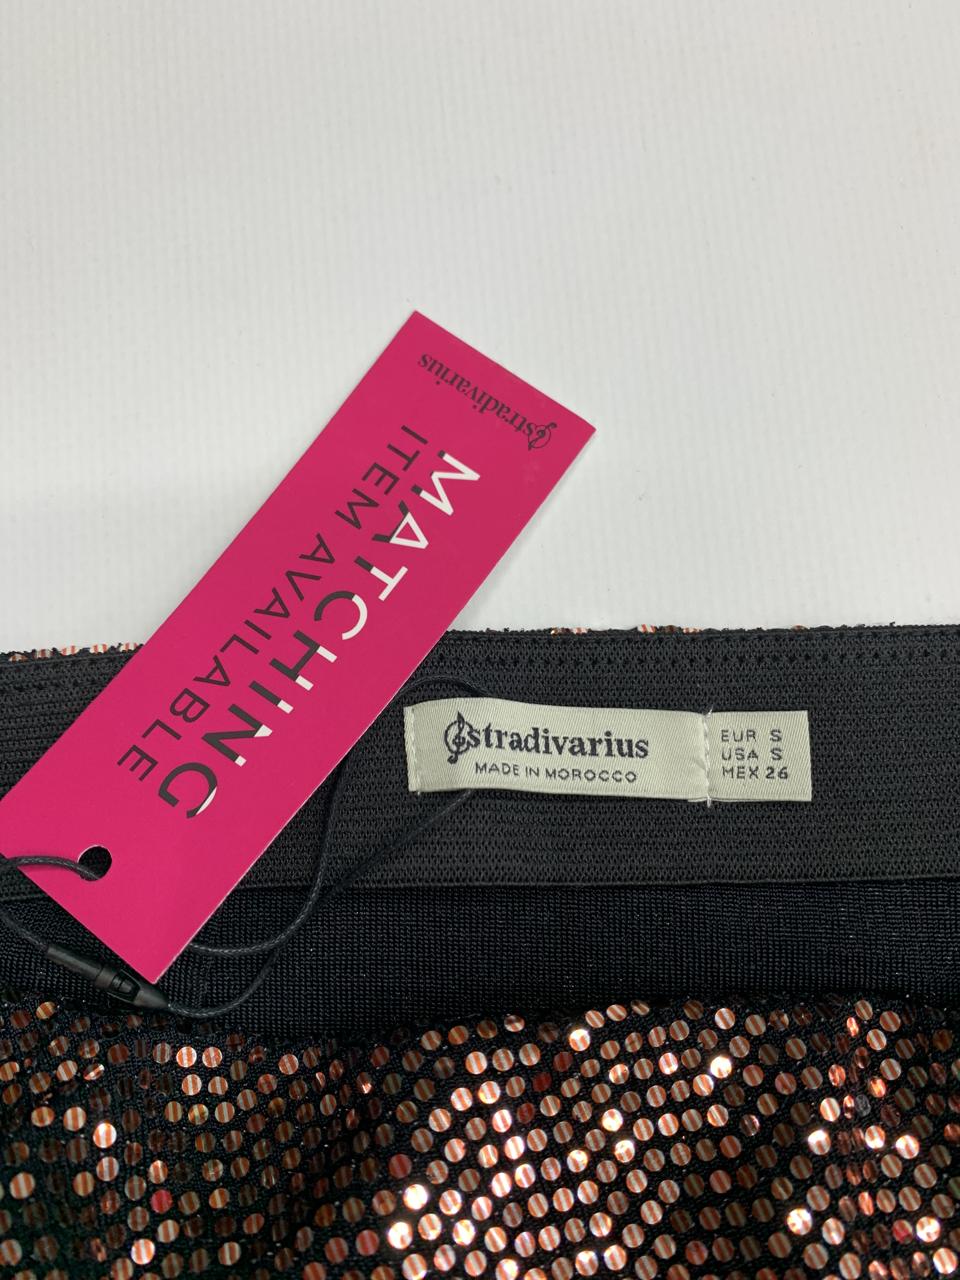 stradivarius
MATCHING
ITEM AVAILABLE
stradivarius
MADE IN MOROCCO
EUR S
USA S
MEX 26